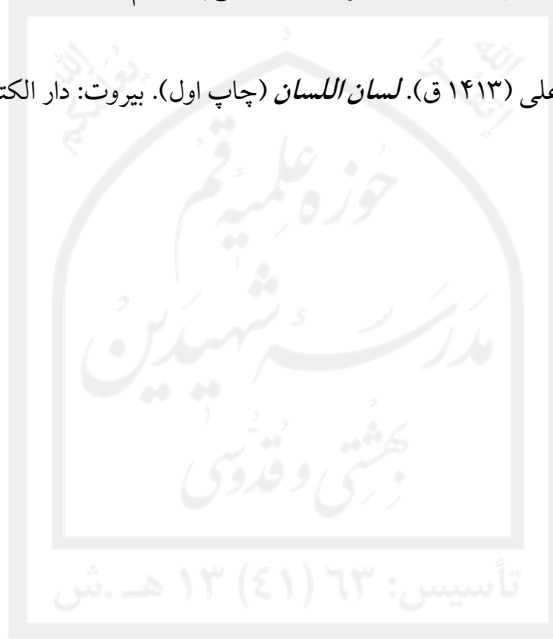 علی (۱۴۱۳ ق). لسان اللسان (چاپ اول). بیروت: دار الکت
حوزه علمیه قم
مدرسه شهیدین
بهشتی و قدوسی
تأسیس: ٦٣ (٤١) ١٣ هـ .ش